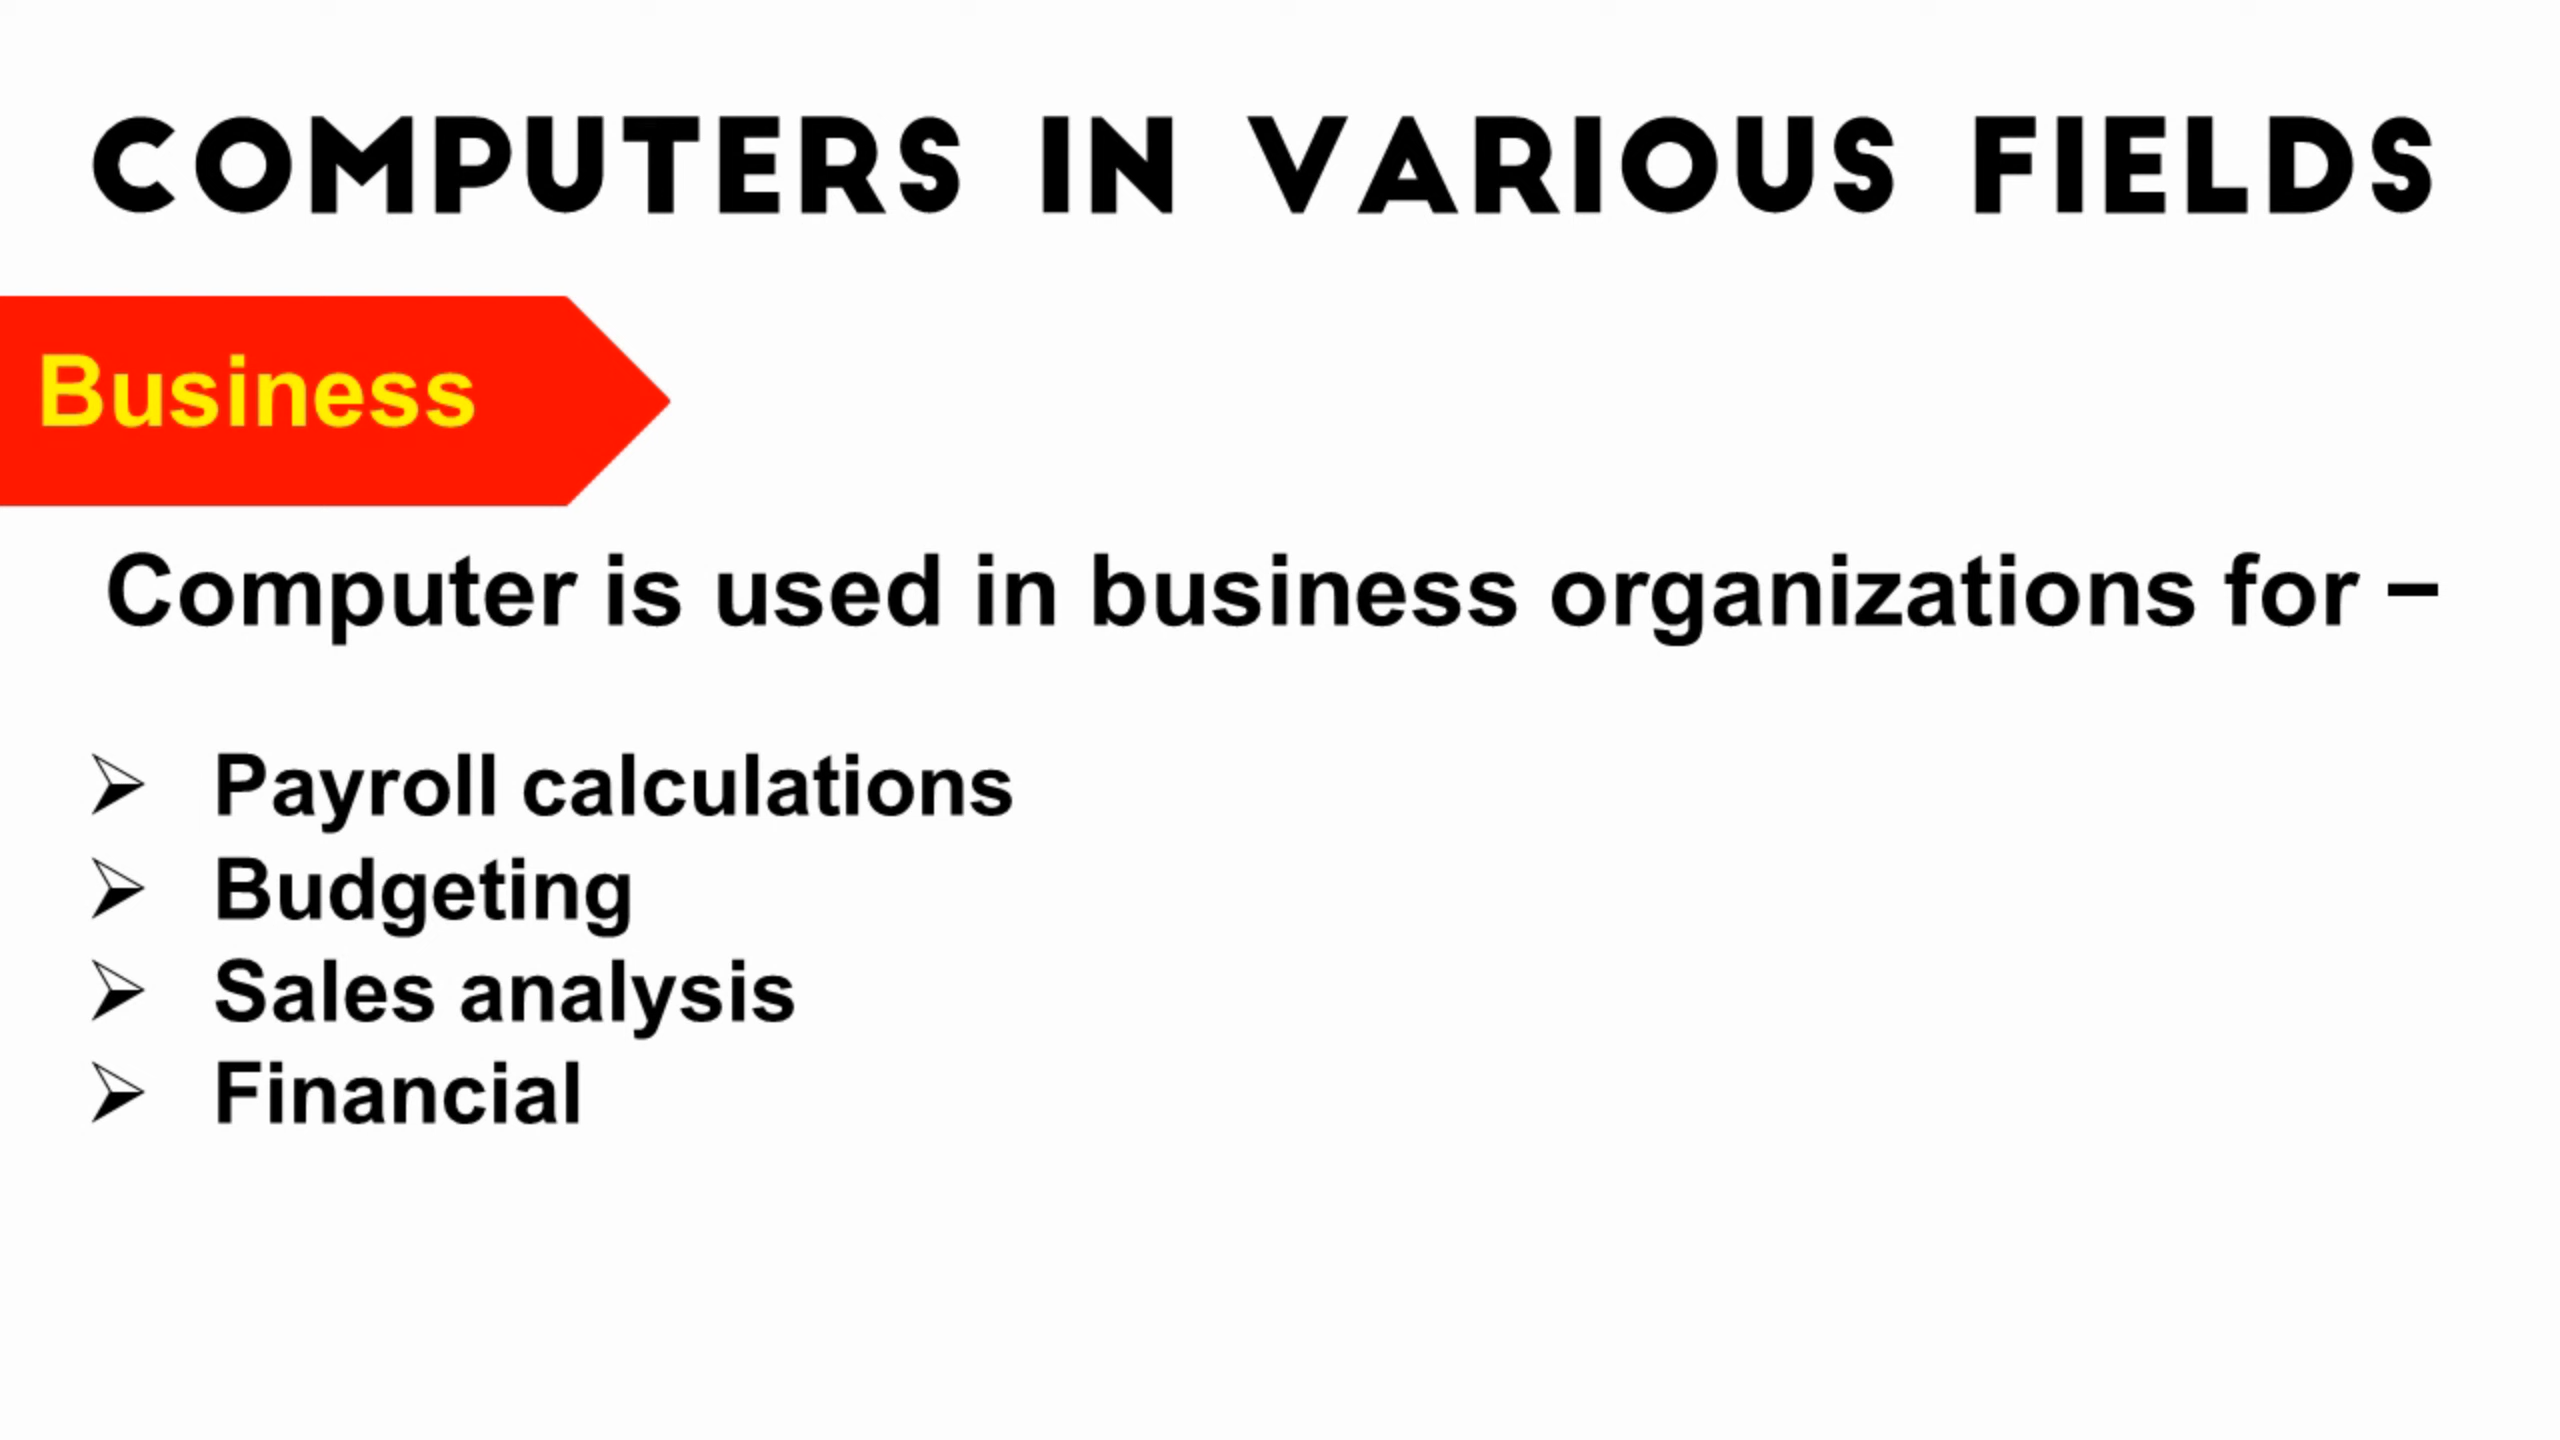 COMPUTERS IN VARIOUS FIELDS
Business
Computer is used in business organizations for –
➢ Payroll calculations
➢ Budgeting
➢ Sales analysis
➢ Financial